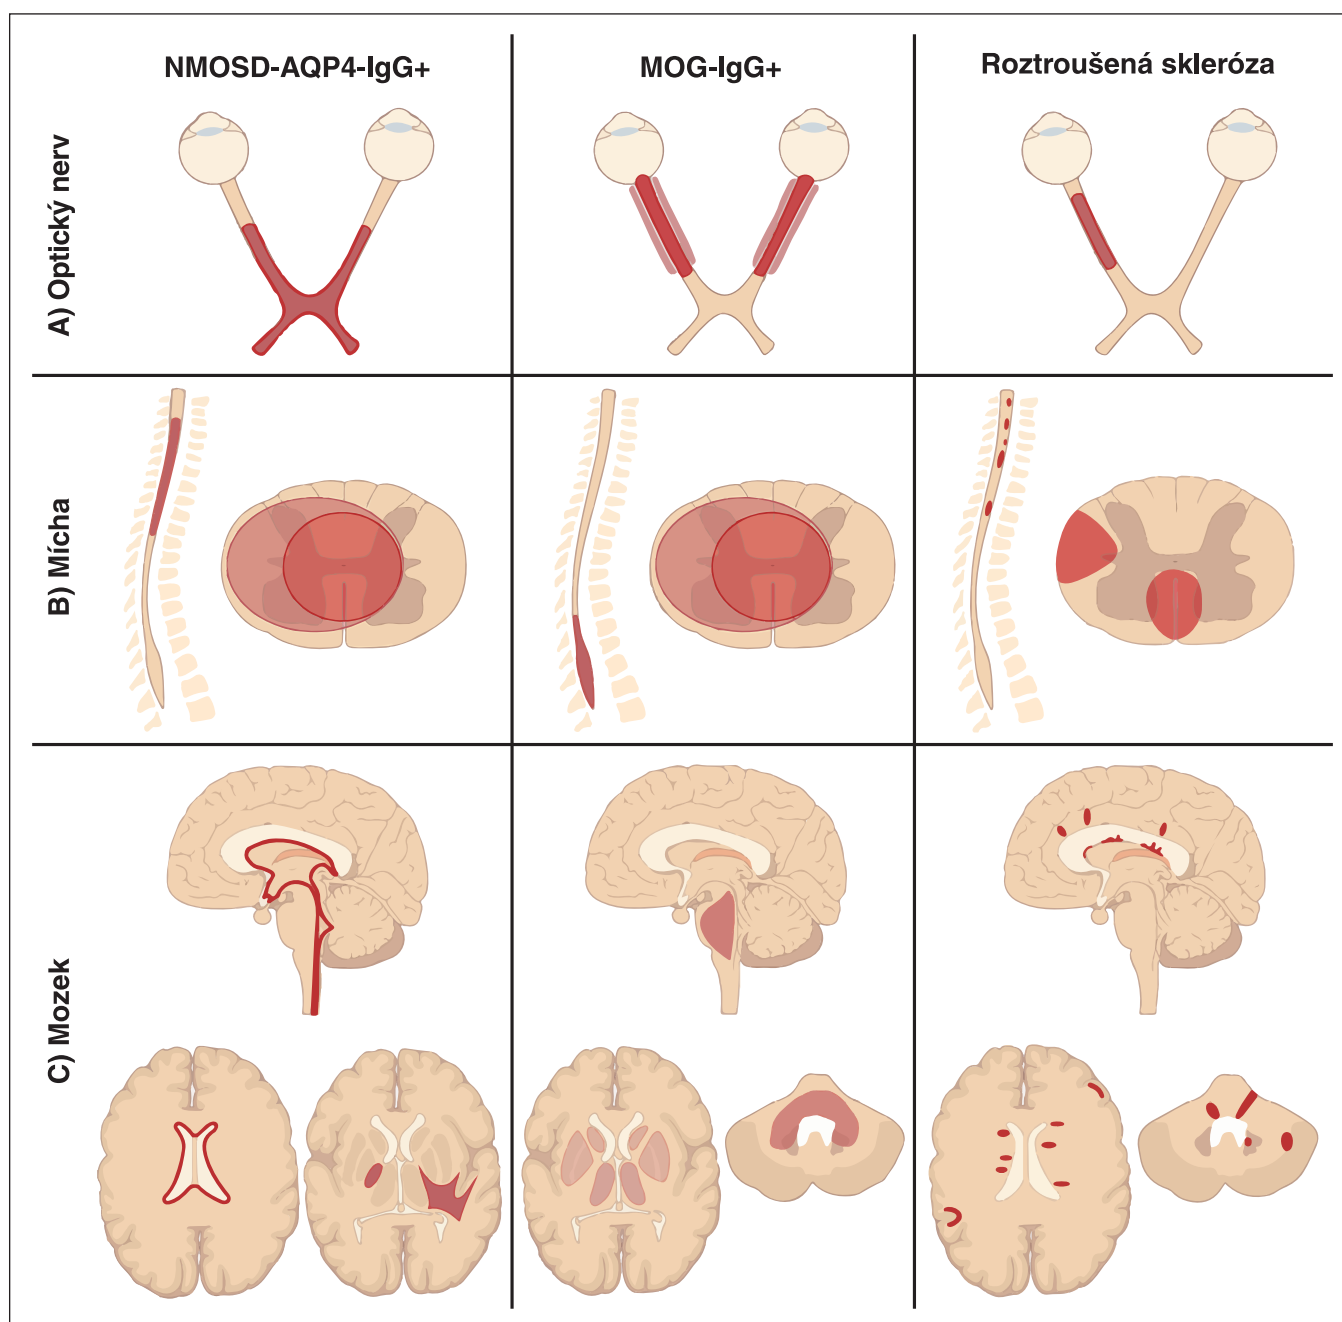 NMOSD-AQP4-IgG+
MOG-IgG+
Roztroušená skleróza
A) Optický nerv
B) Mícha
C) Mozek